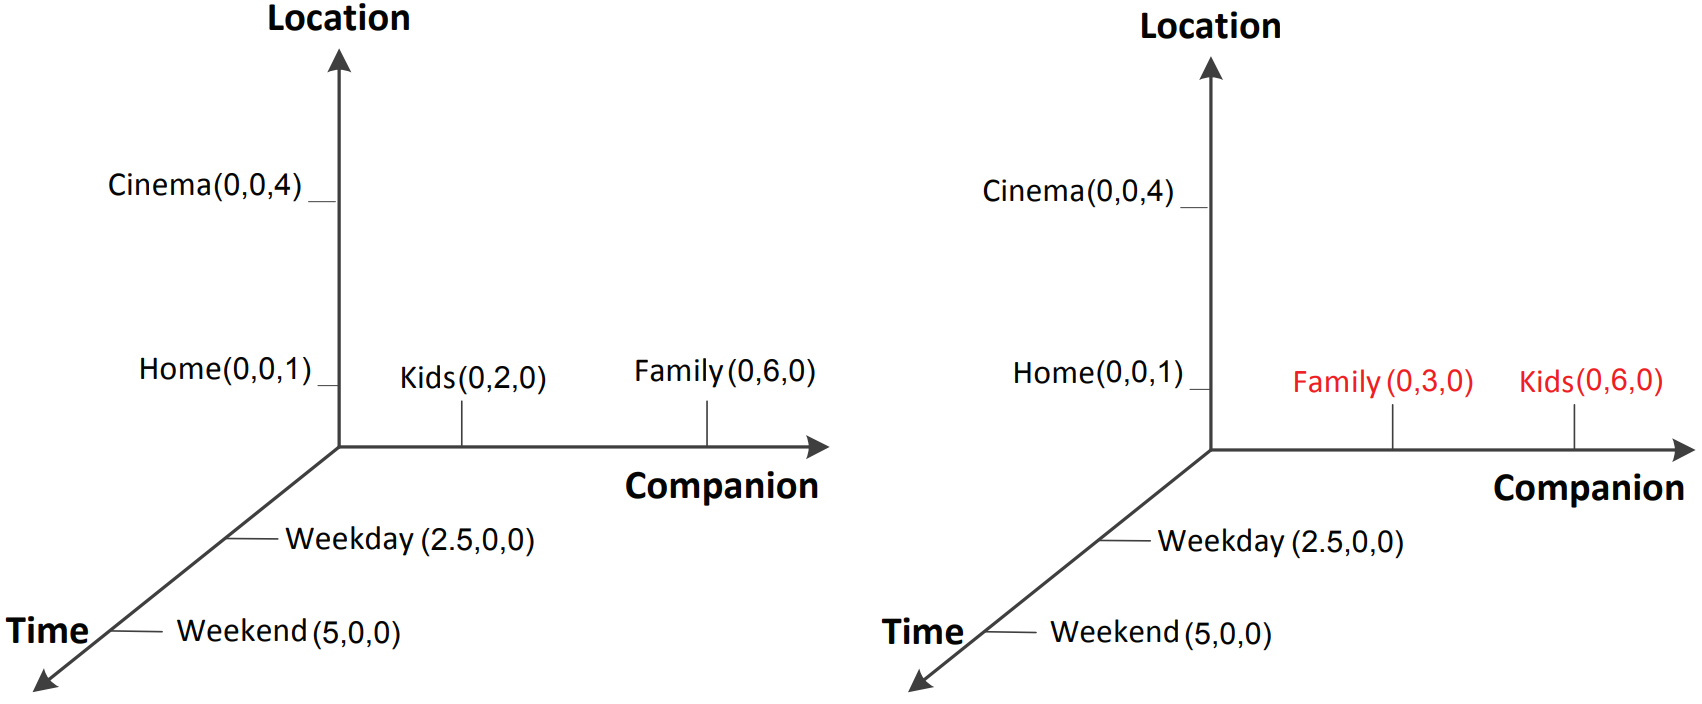 Location
Cinema(0,0,4)
Home(0,0,1)
Kids(0,2,0)
Family(0,6,0)
Companion
Weekday (2.5,0,0)
Time
Weekend(5,0,0)
Location
Cinema(0,0,4)
Home(0,0,1)
Family(0,3,0)
Kids(0,6,0)
Companion
Weekday (2.5,0,0)
Time
Weekend(5,0,0)